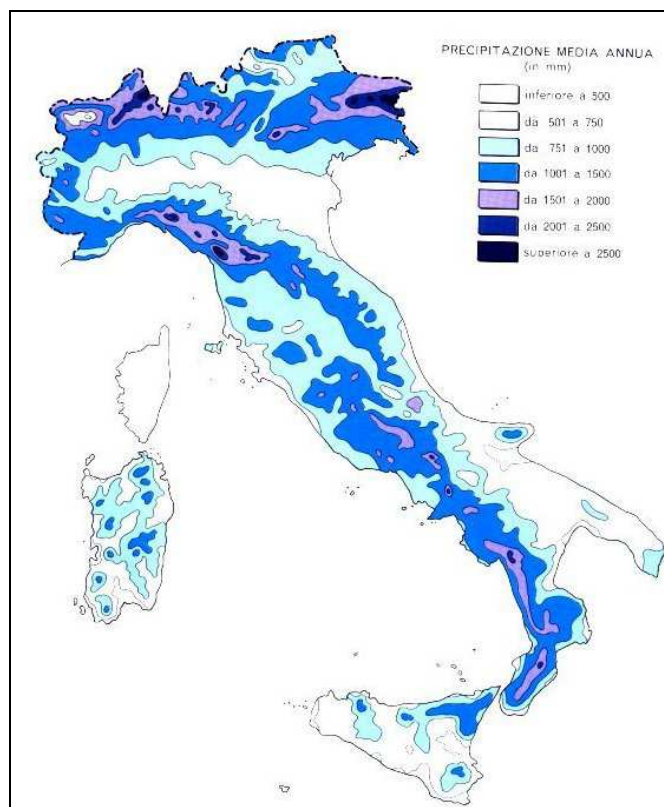 PRECIPITAZIONE MEDIA ANNUA
(in mm)
inferiore a 500
da 501 a 750
da 751 a 1000
da 1001 a 1500
da 1501 a 2000
da 2001 a 2500
superiore a 2500